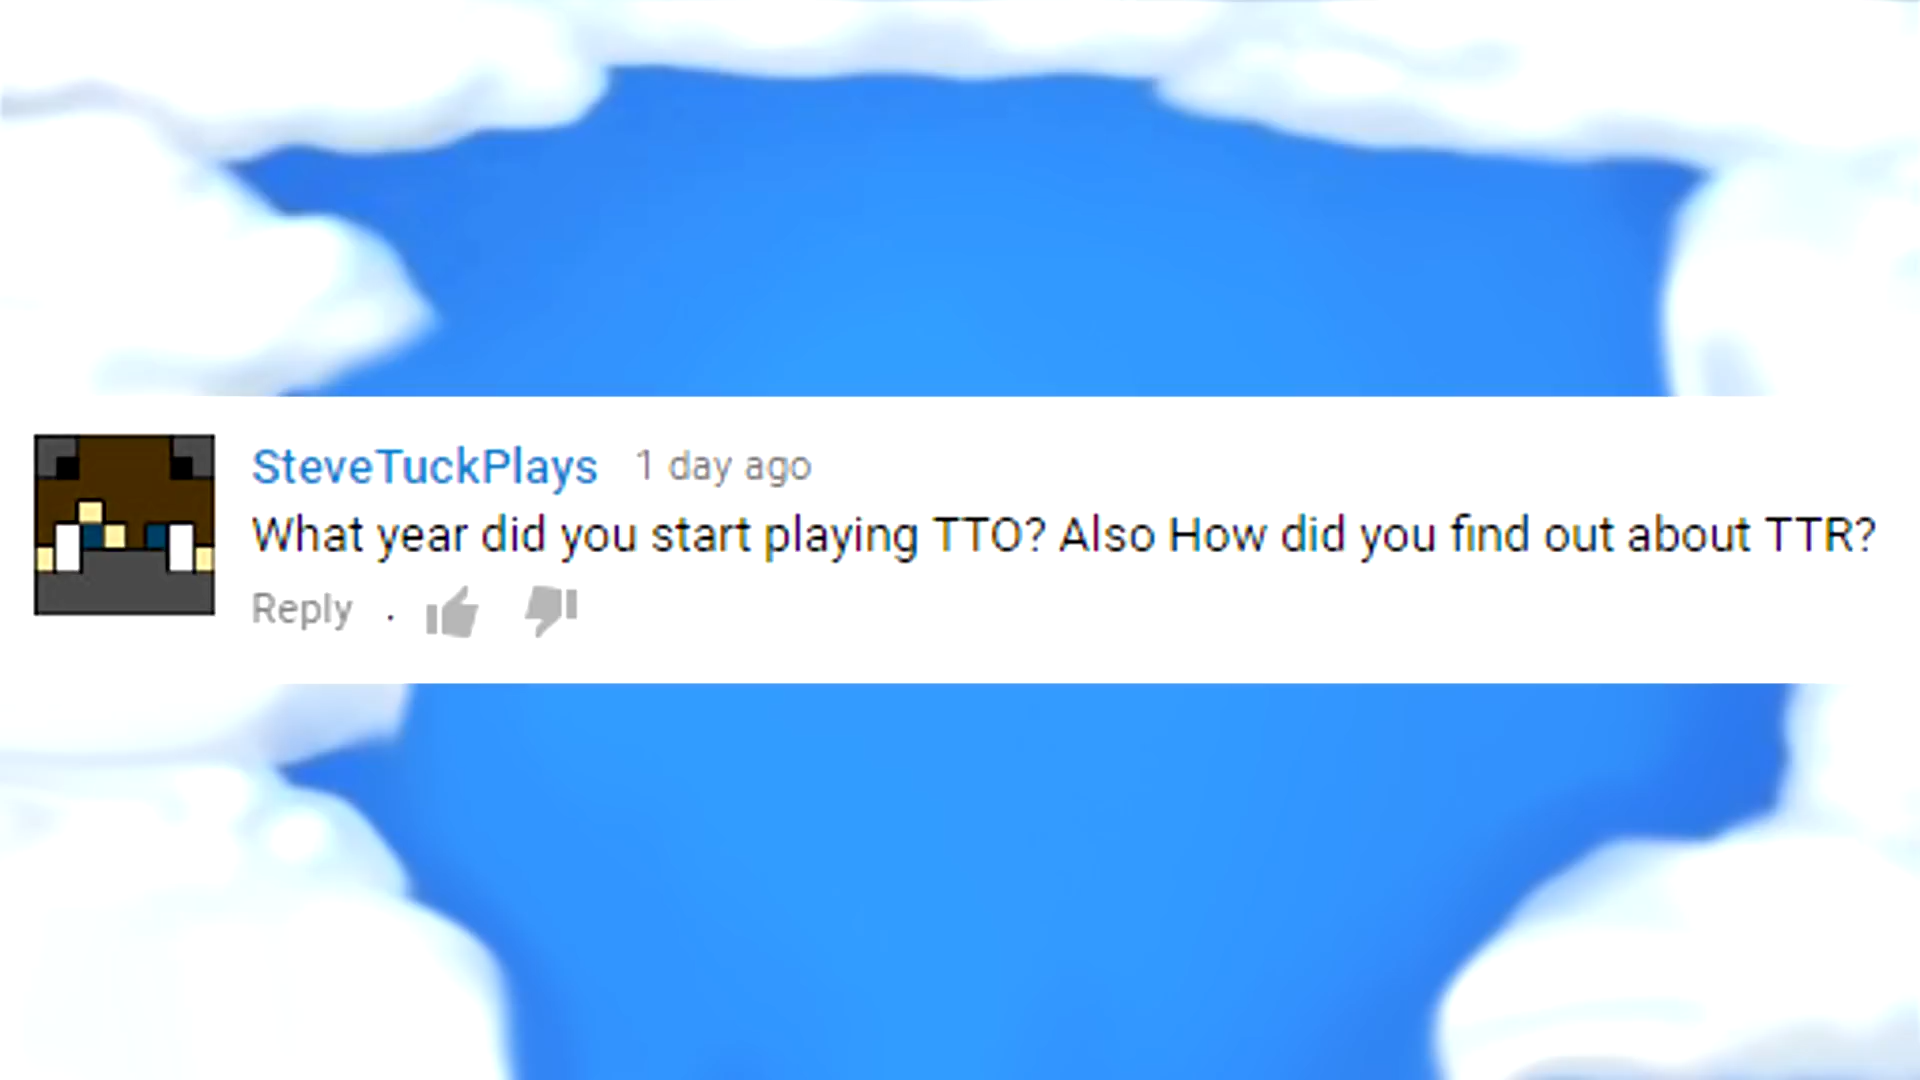 SteveTuckPlays 1 day ago
What year did you start playing TTO? Also How did you find out about TTR?
Reply .